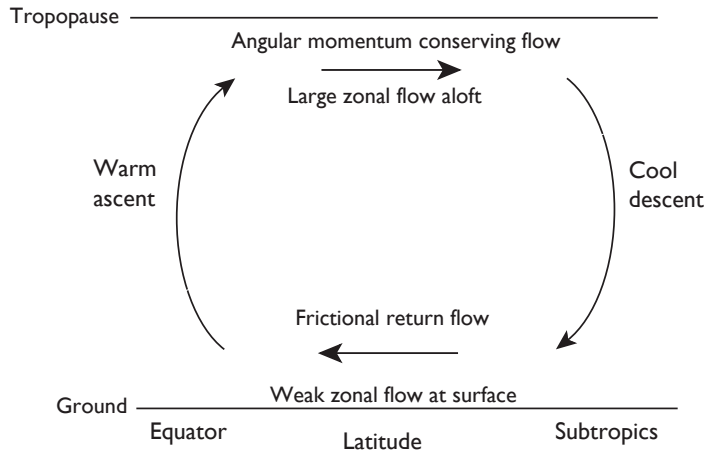 Tropopause
Angular momentum conserving flow
Large zonal flow aloft
Warm
ascent
Cool
descent
Frictional return flow
Weak zonal flow at surface
Ground
Equator
Latitude
Subtropics